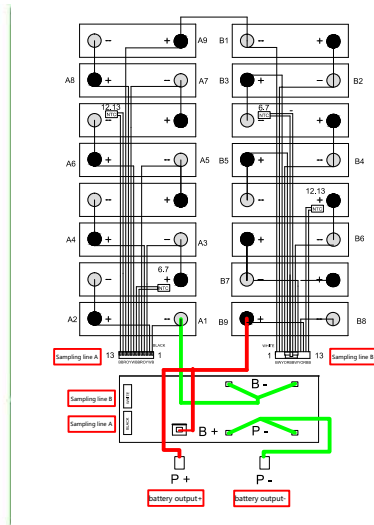 -- + A9 B1 -- +
A8 + – A7 B3 + – B2
12.13 6.7 -
-- NTC + -- NTC +
A6 + – A5 B5 + – B4
12.13
-- + -- NTC +
A4 + – A3 + – B6
6.7
-- + NTC B7 – +
A2 + – A1 B9 + – B8
BLACK WHITE
Sampling line A 13 1 1 13 Sampling line B
Sampling line B WHITE B -
Sampling line A BLACK B + P -
P + P -
battery output+ battery output-